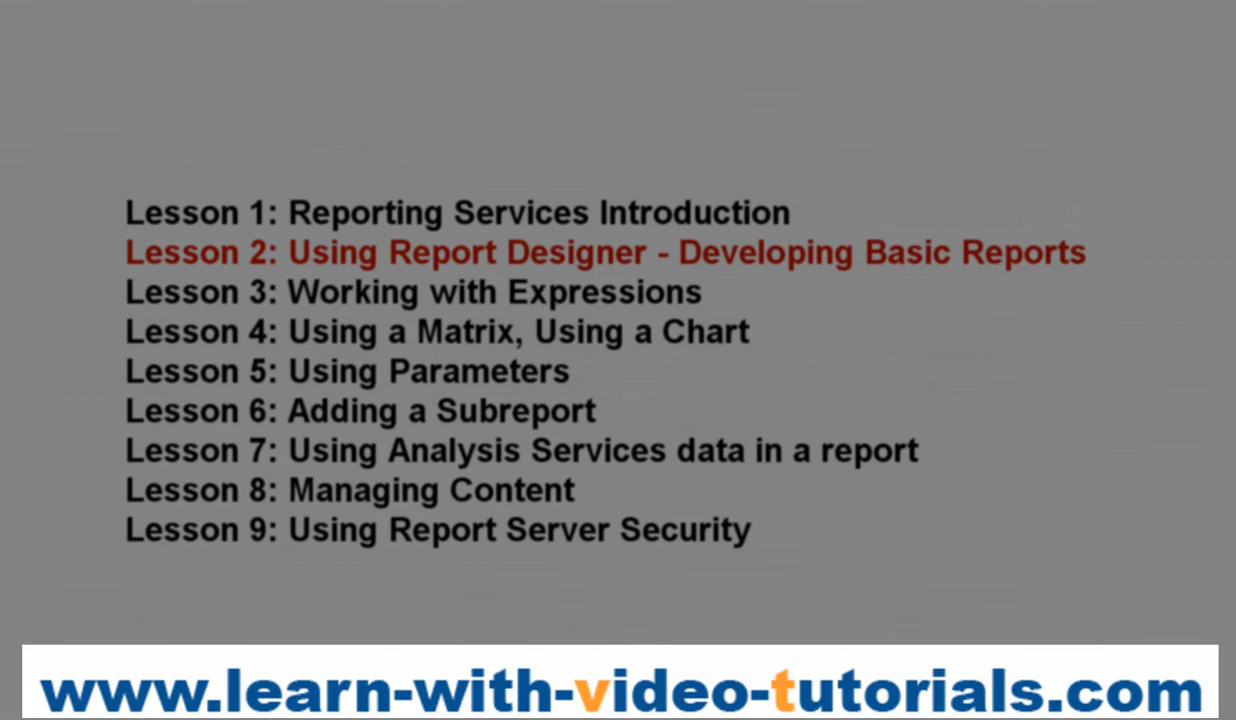 Lesson 1: Reporting Services Introduction
Lesson 2: Using Report Designer - Developing Basic Reports
Lesson 3: Working with Expressions
Lesson 4: Using a Matrix, Using a Chart
Lesson 5: Using Parameters
Lesson 6: Adding a Subreport
Lesson 7: Using Analysis Services data in a report
Lesson 8: Managing Content
Lesson 9: Using Report Server Security
www.learn-with-video-tutorials.com